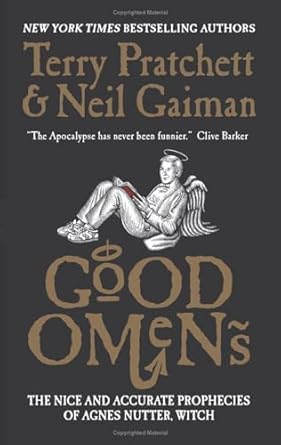 NEW YORK TIMES BESTSELLING AUTHORS
Terry Pratchett
& Neil Gaiman
"The Apocalypse has never been funnier." Clive Barker
GOOD
OMENS
THE NICE AND ACCURATE PROPHECIES
OF AGNES NUTTER, WITCH